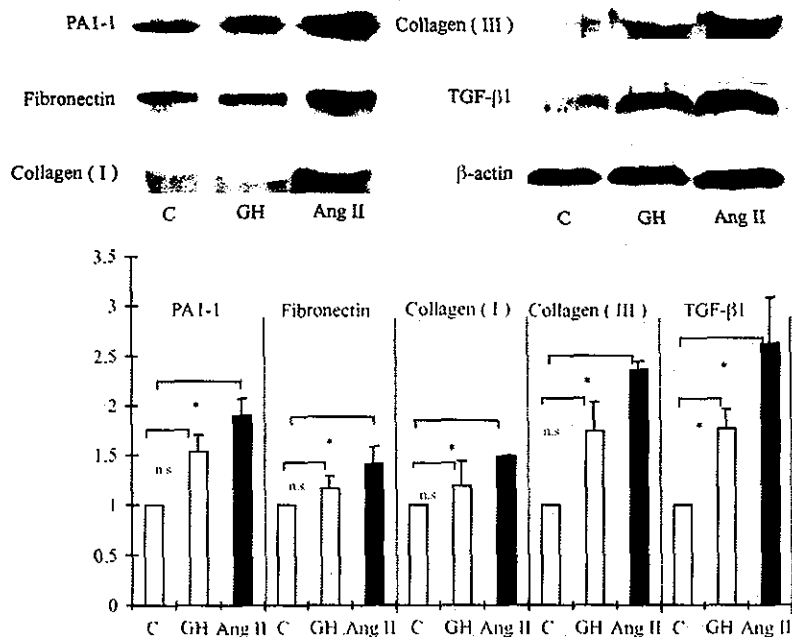 PA1-1
Fibronectin
Collagen ( I )
C GH Ang II
Collagen ( III )
TGF-β1
β-actin
C GH Ang II
3.5
3
2.5
2
1.5
1
0.5
0
PA1-1 Fibronectin Collagen ( I ) Collagen ( III ) TGF-β1
* * * * *
n.s n.s n.s n.s *
C GH Ang II C GH Ang II C GH Ang II C GH Ang II C GH Ang II